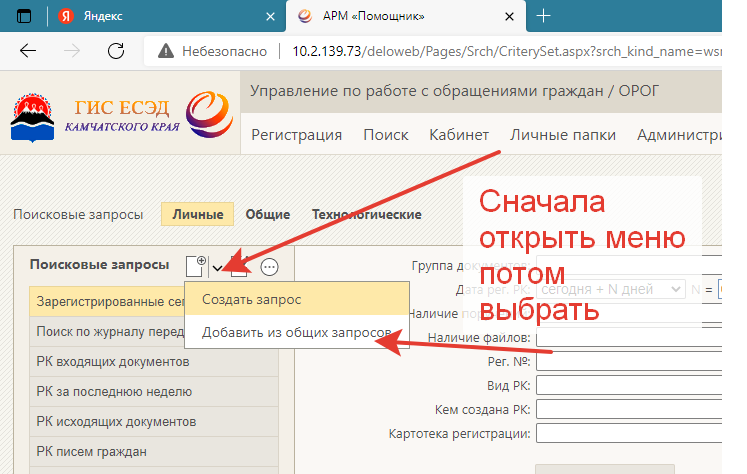 Яндекс
АРМ «Помощник»
Небезопасно 10.2.139.73/deloweb/Pages/Srch/CriterySet.aspx?srch_kind_name=wsr
ГИС ЕСЭД
КАМЧАТСКОГО КРАЯ
Управление по работе с обращениями граждан / ОРОГ
Регистрация Поиск Кабинет Личные папки Администри
Поисковые запросы Личные Общие Технологические
Поисковые запросы
Создать запрос
Добавить из общих запросов
Зарегистрированные сег
Поиск по журналу перед
РК входящих документов
РК за последнюю неделю
РК исходящих документов
РК писем граждан
Сначала
открыть меню
потом
выбрать
Группа документов:
Дата рег. РК: сегодня + N дней N =
Наличие
Наличие файлов:
Рег. №:
Вид РК:
Кем создана РК:
Картотека регистрации: